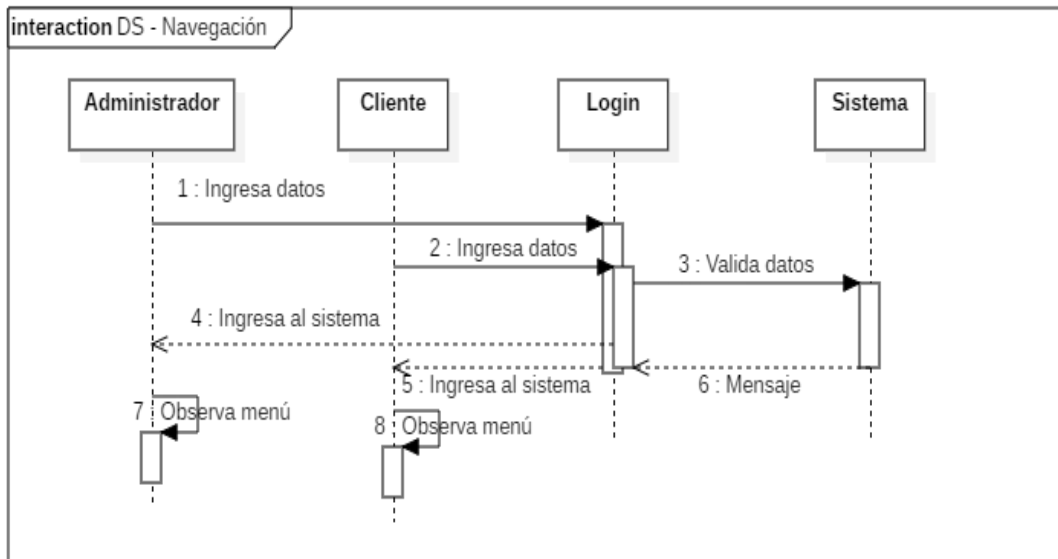 interaction DS - Navegación
Administrador
Cliente
Login
Sistema
1 : Ingresa datos
2 : Ingresa datos
3 : Valida datos
4 : Ingresa al sistema
5 : Ingresa al sistema
6 : Mensaje
7 : Observa menú
8 : Observa menú